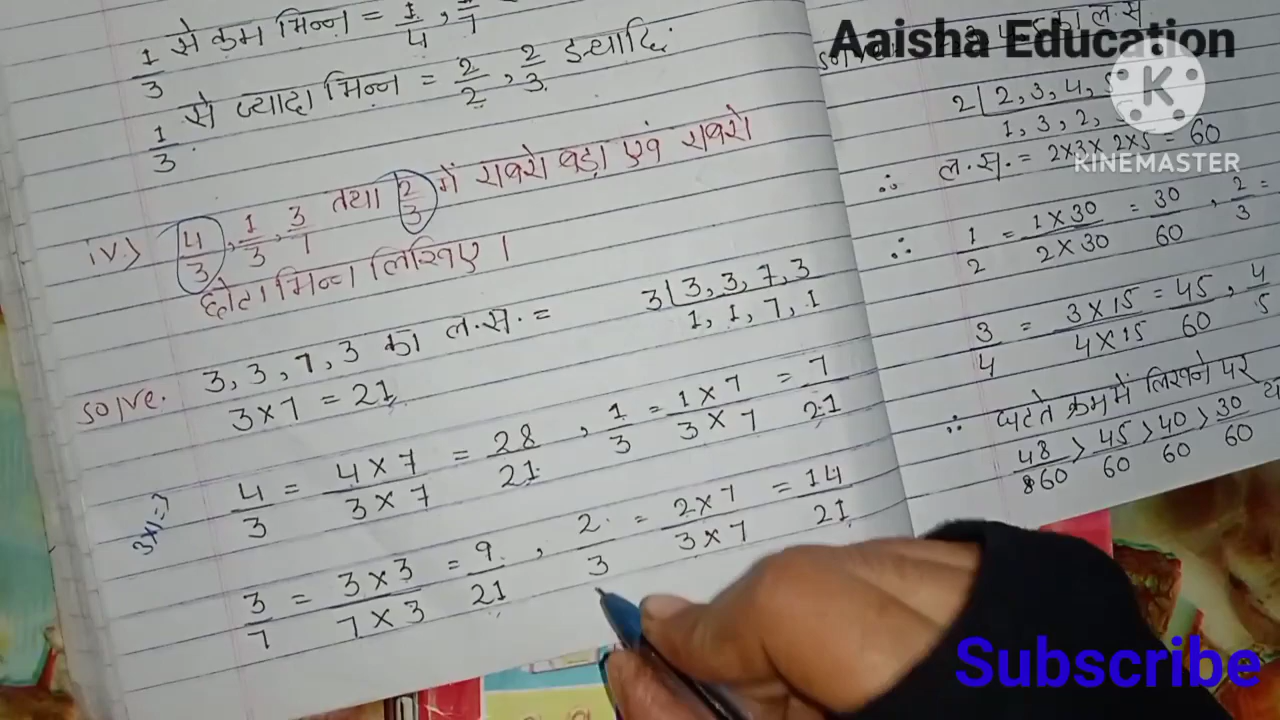 1/3 से कम भिन्न = 1/4, 1/7
1/3 से ज्यादा भिन्न = 2/2, 2/3 इत्यादि
iv.) 4/3, 1/3, 3/7 तथा 2/3 में सबसे बड़ा एवं सबसे
छोटा भिन्न लिखिए।
solve. 3, 3, 7, 3 का ल.स. = 3 | 3, 3, 7, 3
1, 1, 7, 1
3 × 7 = 21
4/3 = 4 × 7 / 3 × 7 = 28/21, 1/3 = 1 × 7 / 3 × 7 = 7/21
3/7 = 3 × 3 / 7 × 3 = 9/21, 2/3 = 2 × 7 / 3 × 7 = 14/21
Aaisha Education
solve. का ल.स.
2 | 2, 3, 4, 5
1, 3, 2,
∴ ल.स. = 2×3×2×5 = 60
∴ 1/2 = 1×30 / 2×30 = 30/60, 2/3 =
3/4 = 3×15 / 4×15 = 45/60, 4/5
∴ घटते क्रम में लिखने पर
48/60 > 45/60 > 40/60 > 30/60
K
KINEMASTER
Subscribe